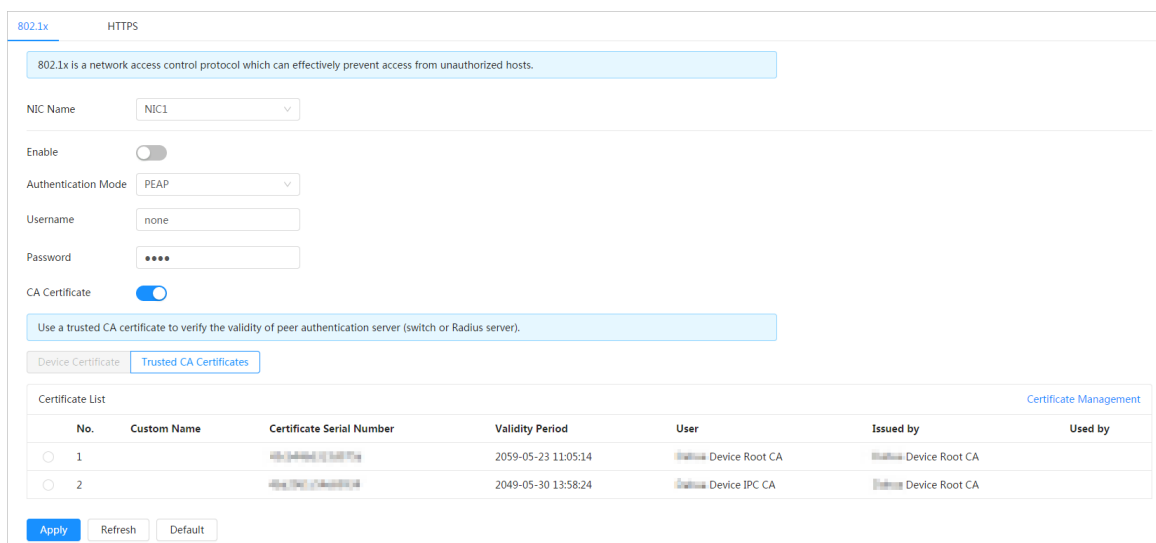 802.1x HTTPS
802.1x is a network access control protocol which can effectively prevent access from unauthorized hosts.
NIC Name NIC1
Enable
Authentication Mode PEAP
Username none
Password ••••
CA Certificate
Use a trusted CA certificate to verify the validity of peer authentication server (switch or Radius server).
Device Certificate Trusted CA Certificates
Certificate List Certificate Management
No. Custom Name Certificate Serial Number Validity Period User Issued by Used by
1 2059-05-23 11:05:14 Device Root CA Device Root CA
2 2049-05-30 13:58:24 Device IPC CA Device Root CA
Apply Refresh Default